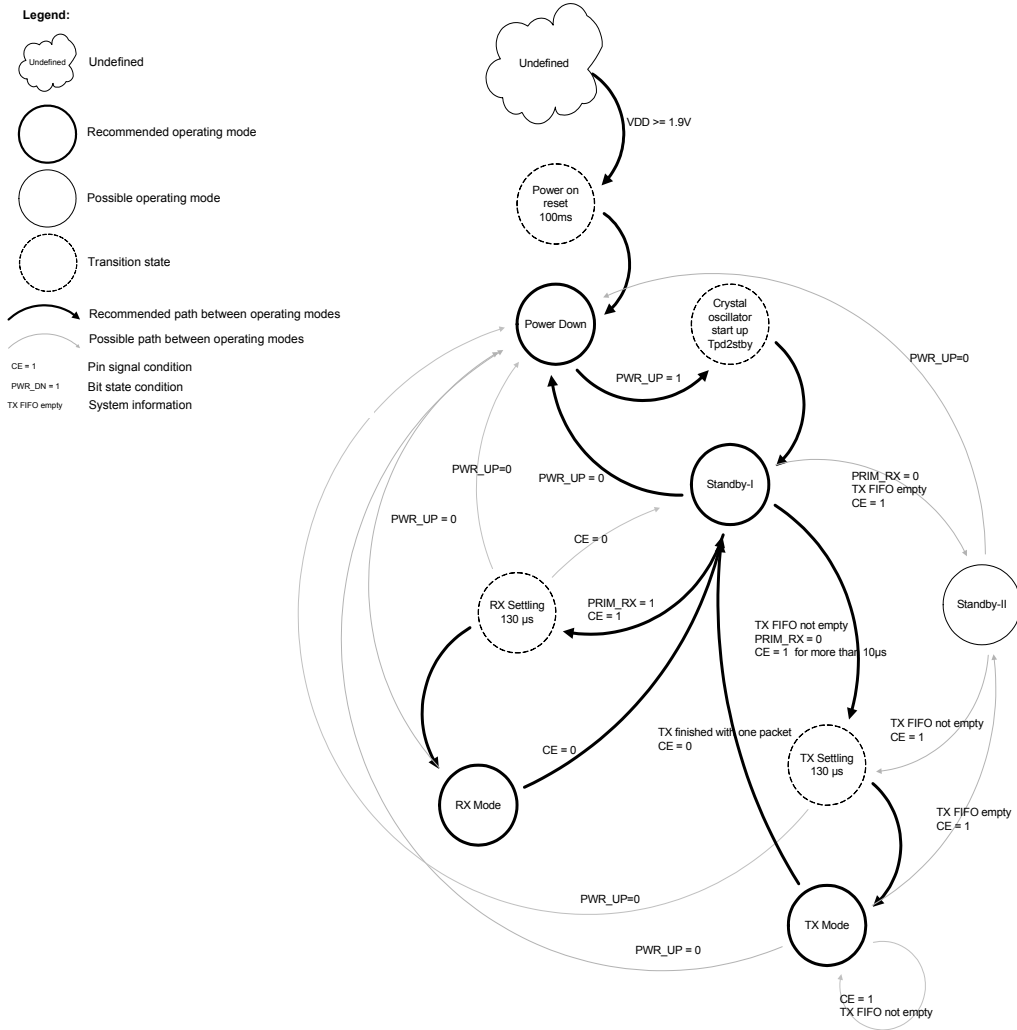 Legend:
Undefined
Undefined
Recommended operating mode
Possible operating mode
Transition state
Recommended path between operating modes
Possible path between operating modes
CE = 1
Pin signal condition
PWR_DN = 1
Bit state condition
TX FIFO empty
System information
Undefined
VDD >= 1.9V
Power on
reset
100ms
Power Down
Crystal
oscillator
start up
Tpd2stby
PWR_UP = 1
PWR_UP=0
PWR_UP=0
PWR_UP = 0
Standby-I
PRIM_RX = 0
TX FIFO empty
CE = 1
PWR_UP = 0
CE = 0
RX Settling
130 µs
PRIM_RX = 1
CE = 1
Standby-II
TX FIFO not empty
PRIM_RX = 0
CE = 1 for more than 10µs
TX finished with one packet
CE = 0
CE = 0
TX FIFO not empty
CE = 1
TX Settling
130 µs
RX Mode
TX FIFO empty
CE = 1
PWR_UP=0
TX Mode
PWR_UP = 0
CE = 1
TX FIFO not empty